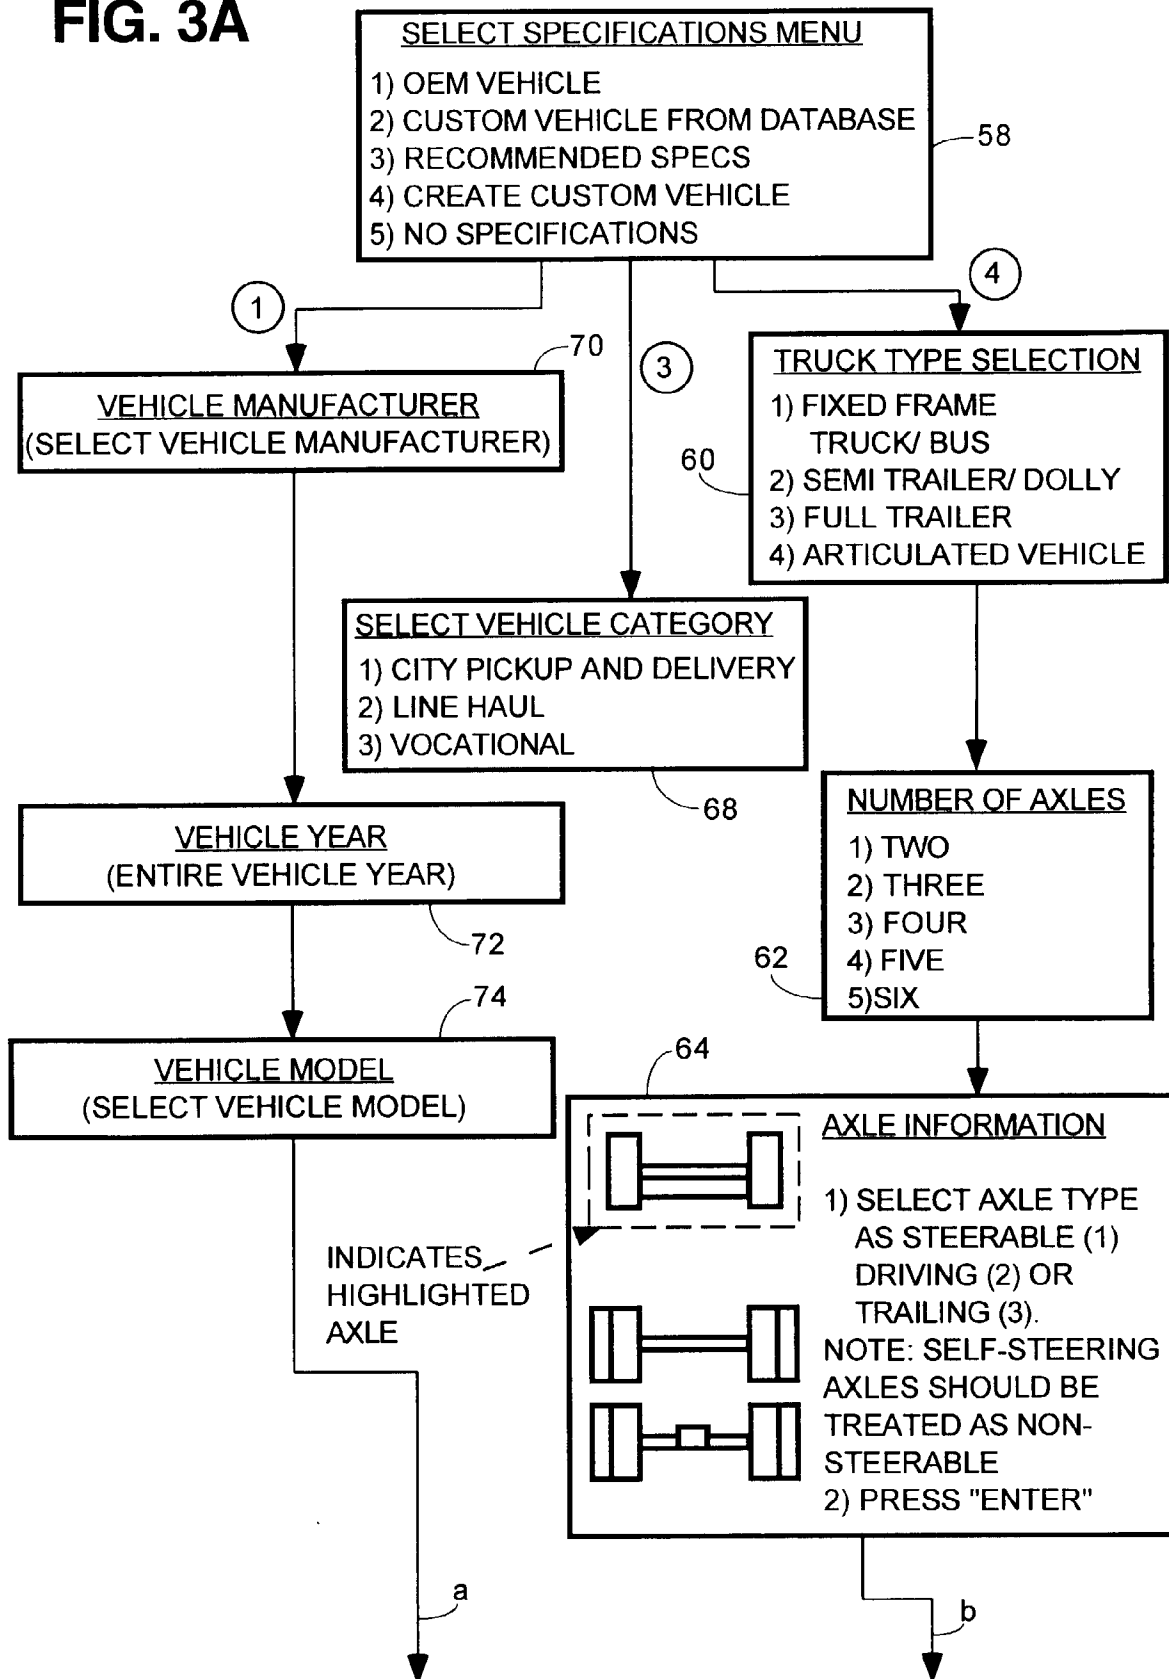 FIG. 3A
SELECT SPECIFICATIONS MENU
1) OEM VEHICLE
2) CUSTOM VEHICLE FROM DATABASE
3) RECOMMENDED SPECS
4) CREATE CUSTOM VEHICLE
5) NO SPECIFICATIONS
58
1
3
4
70
VEHICLE MANUFACTURER
(SELECT VEHICLE MANUFACTURER)
TRUCK TYPE SELECTION
1) FIXED FRAME
TRUCK/ BUS
2) SEMI TRAILER/ DOLLY
3) FULL TRAILER
4) ARTICULATED VEHICLE
60
SELECT VEHICLE CATEGORY
1) CITY PICKUP AND DELIVERY
2) LINE HAUL
3) VOCATIONAL
68
VEHICLE YEAR
(ENTIRE VEHICLE YEAR)
72
NUMBER OF AXLES
1) TWO
2) THREE
3) FOUR
4) FIVE
5)SIX
62
74
VEHICLE MODEL
(SELECT VEHICLE MODEL)
64
AXLE INFORMATION
1) SELECT AXLE TYPE
AS STEERABLE (1)
DRIVING (2) OR
TRAILING (3).
NOTE: SELF-STEERING
AXLES SHOULD BE
TREATED AS NON-
STEERABLE
2) PRESS "ENTER"
INDICATES
HIGHLIGHTED
AXLE
a
b